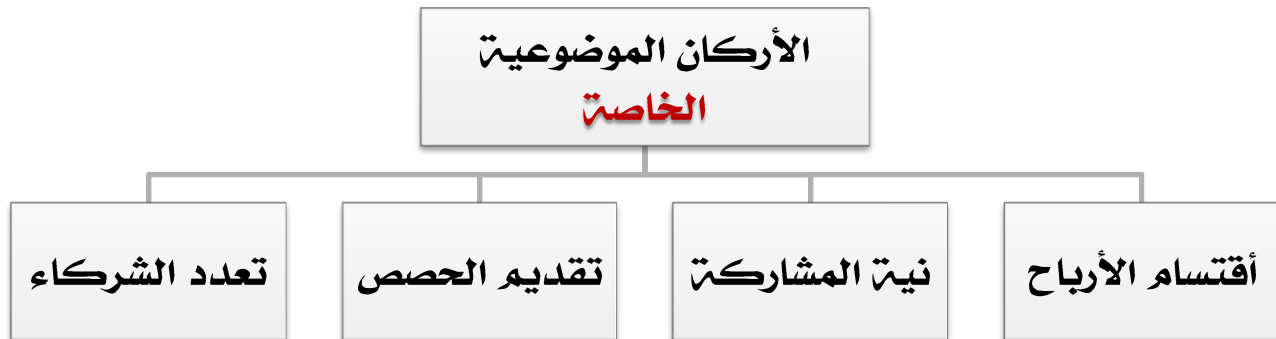 الأركان الموضوعية
الخاصة
أقتسام الأرباح
نية المشاركة
تقديم الحصص
تعدد الشركاء